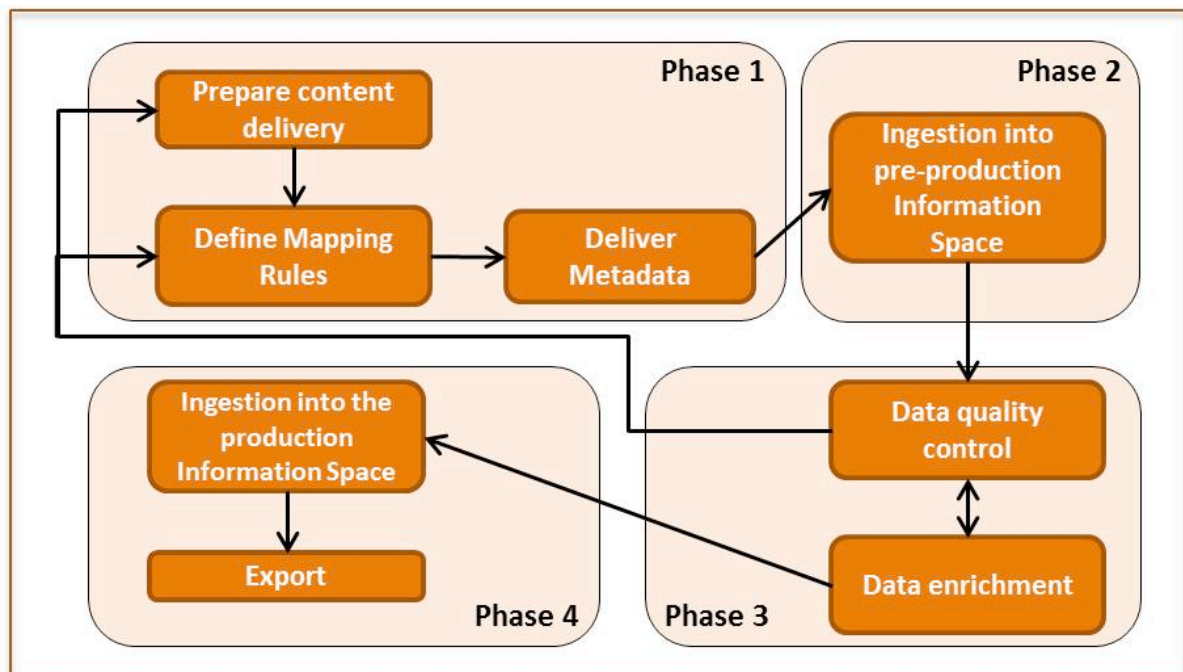 Phase 1
Prepare content
delivery
Define Mapping
Rules
Deliver
Metadata
Phase 2
Ingestion into
pre-production
Information
Space
Phase 3
Data quality
control
Data enrichment
Phase 4
Ingestion into the
production
Information Space
Export